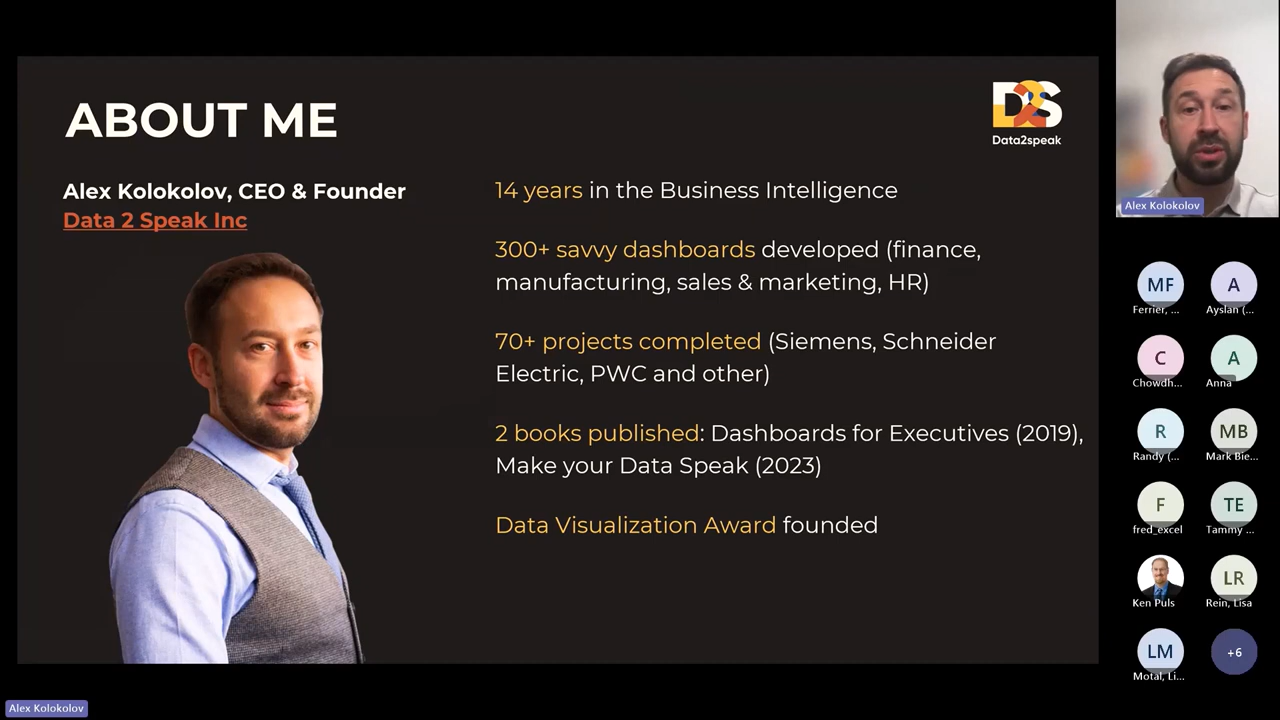 ABOUT ME
D2S
Data2speak
Alex Kolokolov, CEO & Founder
Data 2 Speak Inc
14 years in the Business Intelligence
300+ savvy dashboards developed (finance,
manufacturing, sales & marketing, HR)
70+ projects completed (Siemens, Schneider
Electric, PWC and other)
2 books published: Dashboards for Executives (2019),
Make your Data Speak (2023)
Data Visualization Award founded
Alex Kolokolov
MF
Ferrier, ...
A
Ayslan (...
C
Chowdh...
A
Anna
R
Randy (...
MB
Mark Bie...
F
fred_excel
TE
Tammy ...
Ken Puls
LR
Rein, Lisa
LM
Motal, Li...
+6
Alex Kolokolov